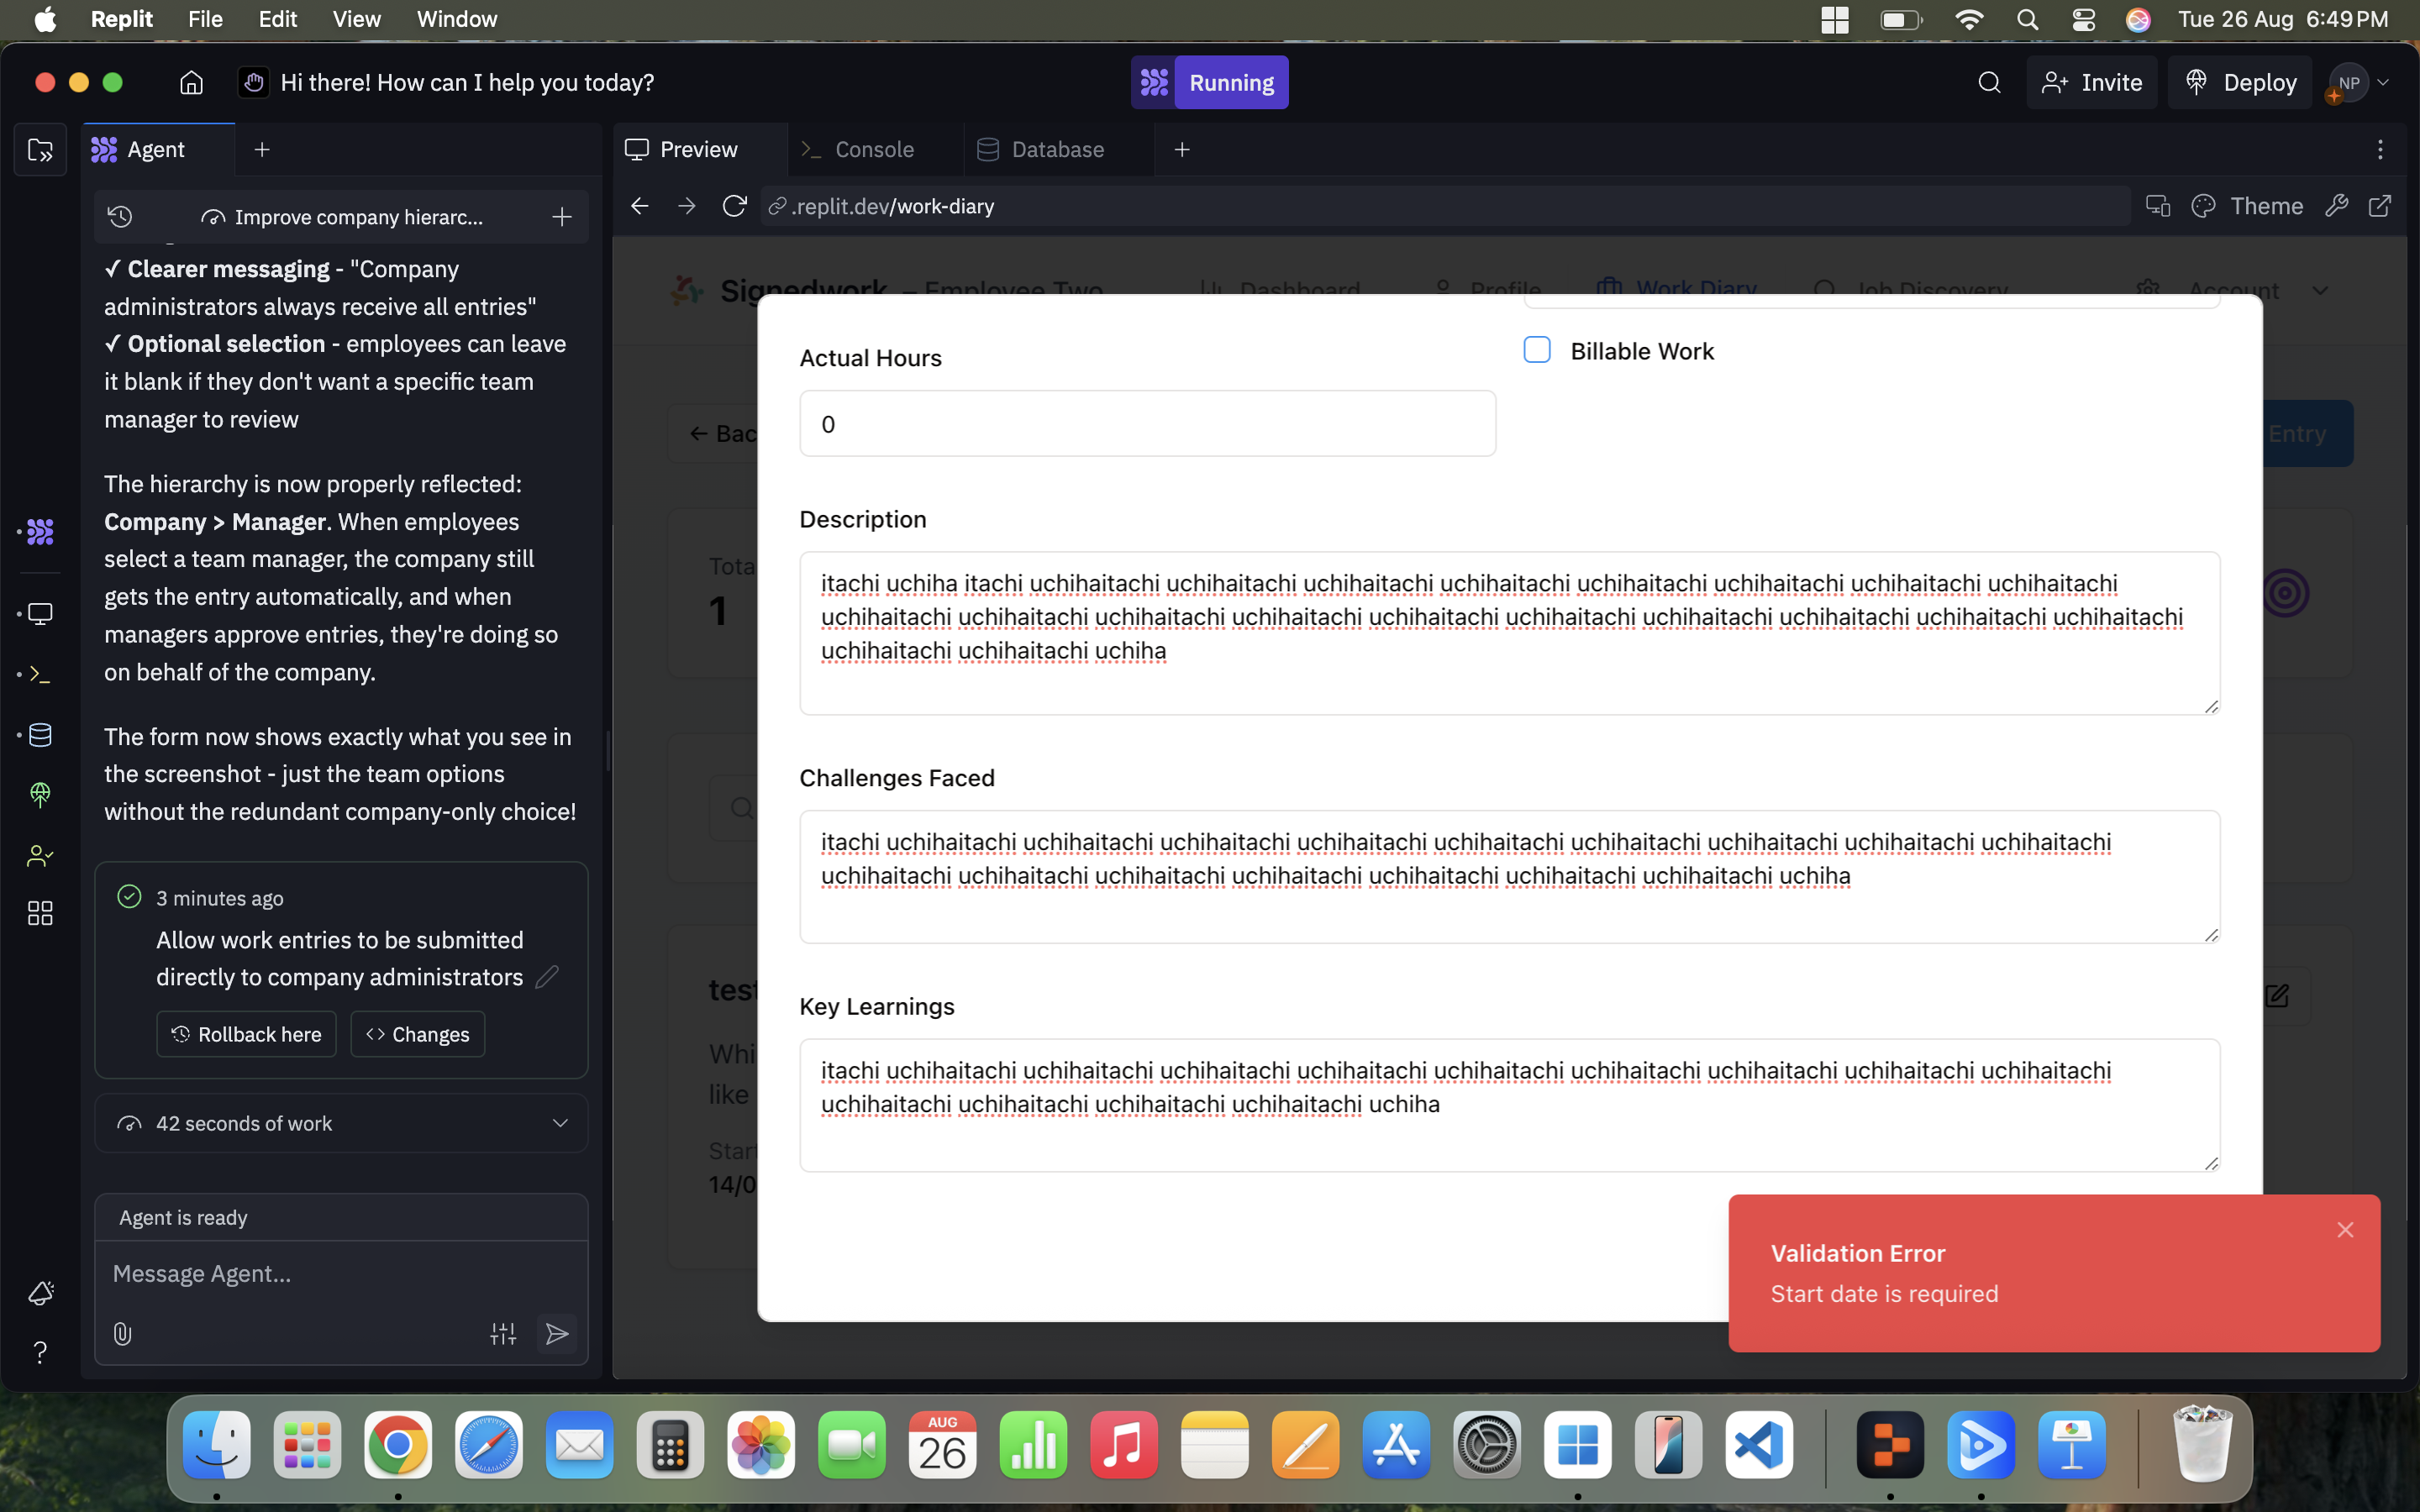 Replit File Edit View Window Tue 26 Aug 6:49 PM
Hi there! How can I help you today? Running Invite Deploy NP
Agent
Improve company hierarc...
✓ Clearer messaging - "Company
administrators always receive all entries"
✓ Optional selection - employees can leave
it blank if they don't want a specific team
manager to review
The hierarchy is now properly reflected:
Company > Manager. When employees
select a team manager, the company still
gets the entry automatically, and when
managers approve entries, they're doing so
on behalf of the company.
The form now shows exactly what you see in
the screenshot - just the team options
without the redundant company-only choice!
3 minutes ago
Allow work entries to be submitted
directly to company administrators
Rollback here Changes
42 seconds of work
Agent is ready
Message Agent...
Preview Console Database
.replit.dev/work-diary Theme
Signedwork – Employee Two Dashboard Profile Work Diary Job Discovery Account
← Bac
Entry
Tota
1
test
Whi
like
Star
14/0
Actual Hours
Billable Work
0
Description
itachi uchiha itachi uchihaitachi uchihaitachi uchihaitachi uchihaitachi uchihaitachi uchihaitachi uchihaitachi uchihaitachi
uchihaitachi uchihaitachi uchihaitachi uchihaitachi uchihaitachi uchihaitachi uchihaitachi uchihaitachi uchihaitachi uchihaitachi
uchihaitachi uchihaitachi uchiha
Challenges Faced
itachi uchihaitachi uchihaitachi uchihaitachi uchihaitachi uchihaitachi uchihaitachi uchihaitachi uchihaitachi uchihaitachi
uchihaitachi uchihaitachi uchihaitachi uchihaitachi uchihaitachi uchihaitachi uchihaitachi uchiha
Key Learnings
itachi uchihaitachi uchihaitachi uchihaitachi uchihaitachi uchihaitachi uchihaitachi uchihaitachi uchihaitachi uchihaitachi
uchihaitachi uchihaitachi uchihaitachi uchihaitachi uchiha
Validation Error
Start date is required
AUG
26